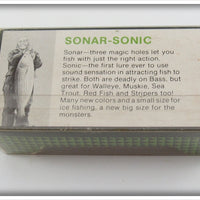 SONAR-SONIC
Sonar—three magic holes let you
fish with just the right action.
Sonic—the first lure ever to use
sound sensation in attracting fish to
strike. Both are deadly on Bass, but
great for Walleye, Muskie, Sea
Trout, Red Fish and Stripers too!
Many new colors and a small size for
ice fishing, a new big size for the
monsters.